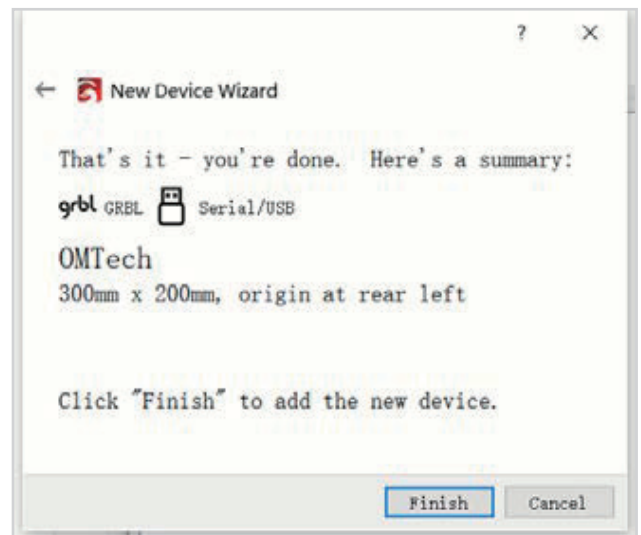 ?
New Device Wizard
That's it - you're done. Here's a summary:
grbl GRBL Serial/USB
OMTech
300mm x 200mm, origin at rear left
Click "Finish" to add the new device.
Finish Cancel